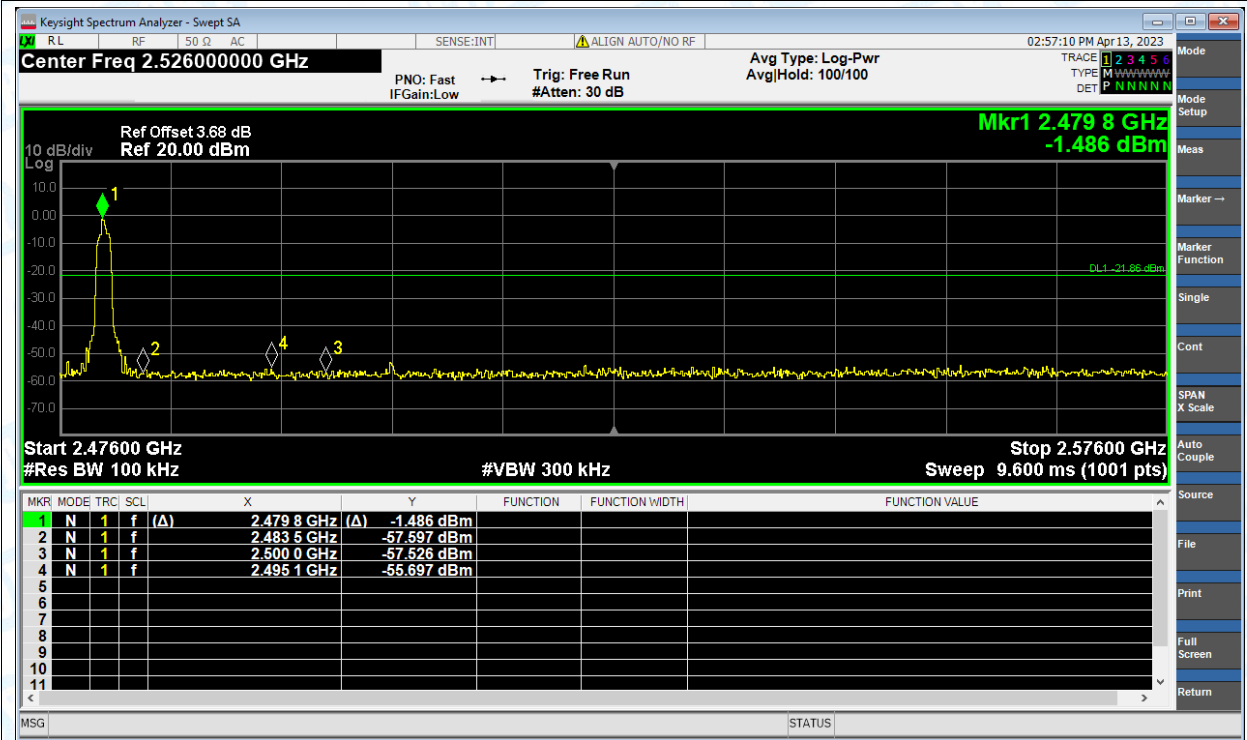 Keysight Spectrum Analyzer - Swept SA
LXI RL RF 50 Ω AC SENSE:INT ALIGN AUTO/NO RF 02:57:10 PM Apr 13, 2023
Center Freq 2.526000000 GHz
PNO: Fast
IFGain:Low
Trig: Free Run
#Atten: 30 dB
Avg Type: Log-Pwr
Avg|Hold: 100/100
TRACE 1 2 3 4 5 6
TYPE M WWWWW
DET P N N N N N
Ref Offset 3.68 dB
10 dB/div Ref 20.00 dBm
Log
Mkr1 2.479 8 GHz
-1.486 dBm
10.0
0.00
-10.0
-20.0
-30.0
-40.0
-50.0
-60.0
-70.0
1
2
4
3
DL1 -21.86 dBm
Start 2.47600 GHz Stop 2.57600 GHz
#Res BW 100 kHz #VBW 300 kHz Sweep 9.600 ms (1001 pts)
MKR MODE TRC SCL X Y FUNCTION FUNCTION WIDTH FUNCTION VALUE
1 N 1 f (Δ) 2.479 8 GHz (Δ) -1.486 dBm
2 N 1 f 2.483 5 GHz -57.597 dBm
3 N 1 f 2.500 0 GHz -57.526 dBm
4 N 1 f 2.495 1 GHz -55.697 dBm
5
6
7
8
9
10
11
MSG STATUS
Mode
Mode
Setup
Meas
Marker →
Marker
Function
Single
Cont
SPAN
X Scale
Auto
Couple
Source
File
Print
Full
Screen
Return